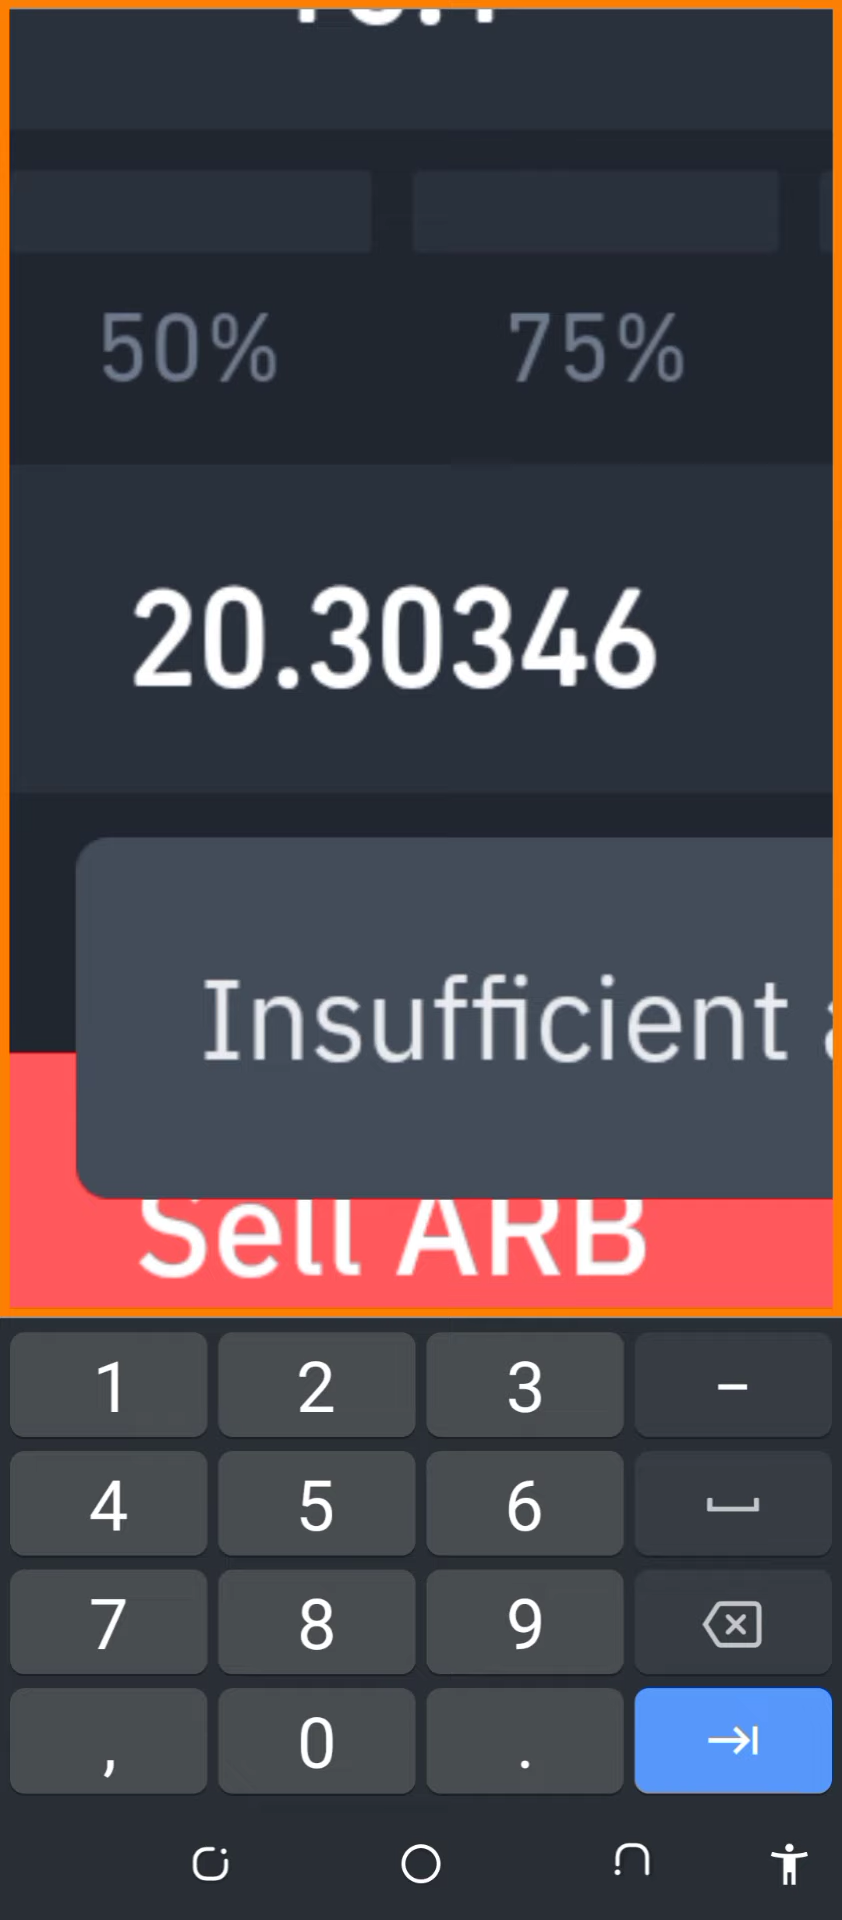 50% 75%
20.30346
Insufficient
Sell ARB
1 2 3 -
4 5 6
7 8 9
, 0 .